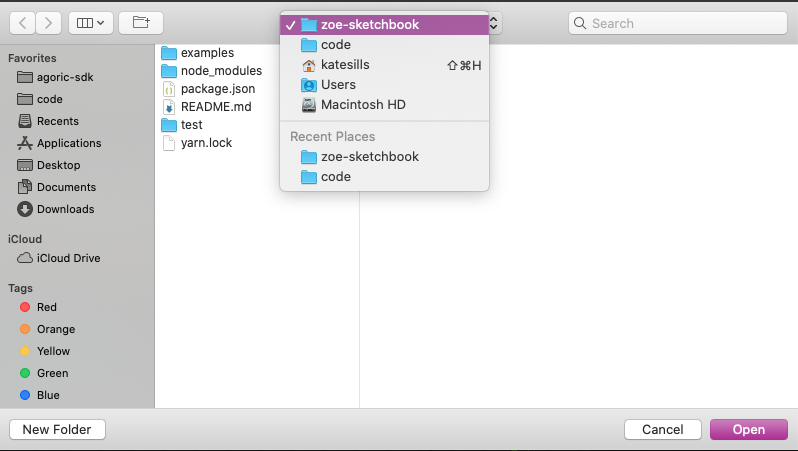 zoe-sketchbook
code
katesills ⇧⌘H
Users
Macintosh HD
Recent Places
zoe-sketchbook
code
Search
Favorites
agoric-sdk
code
Recents
Applications
Desktop
Documents
Downloads
iCloud
iCloud Drive
Tags
Red
Orange
Yellow
Green
Blue
examples
node_modules
package.json
README.md
test
yarn.lock
New Folder
Cancel
Open